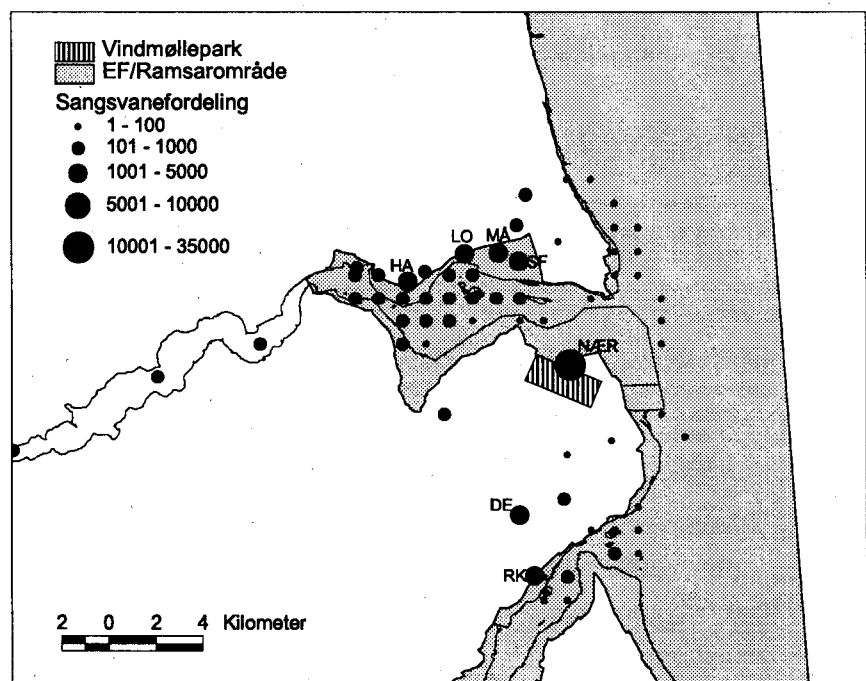 Vindmøllepark
EF/Ramsarområde
Sangsvanefordeling
1 - 100
101 - 1000
1001 - 5000
5001 - 10000
10001 - 35000
LO
MA
SF
HA
NÆR
DE
RK
2 0 2 4 Kilometer